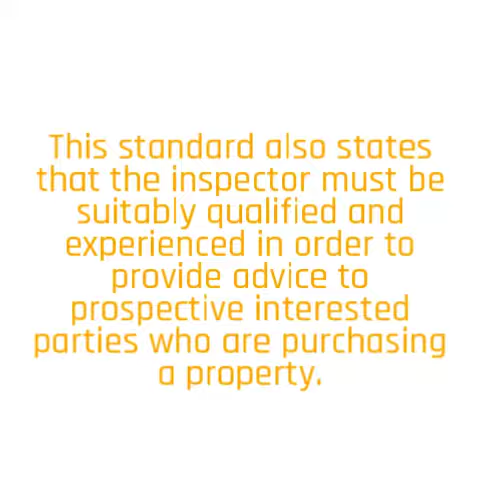 This standard also states
that the inspector must be
suitably qualified and
experienced in order to
provide advice to
prospective interested
parties who are purchasing
a property.